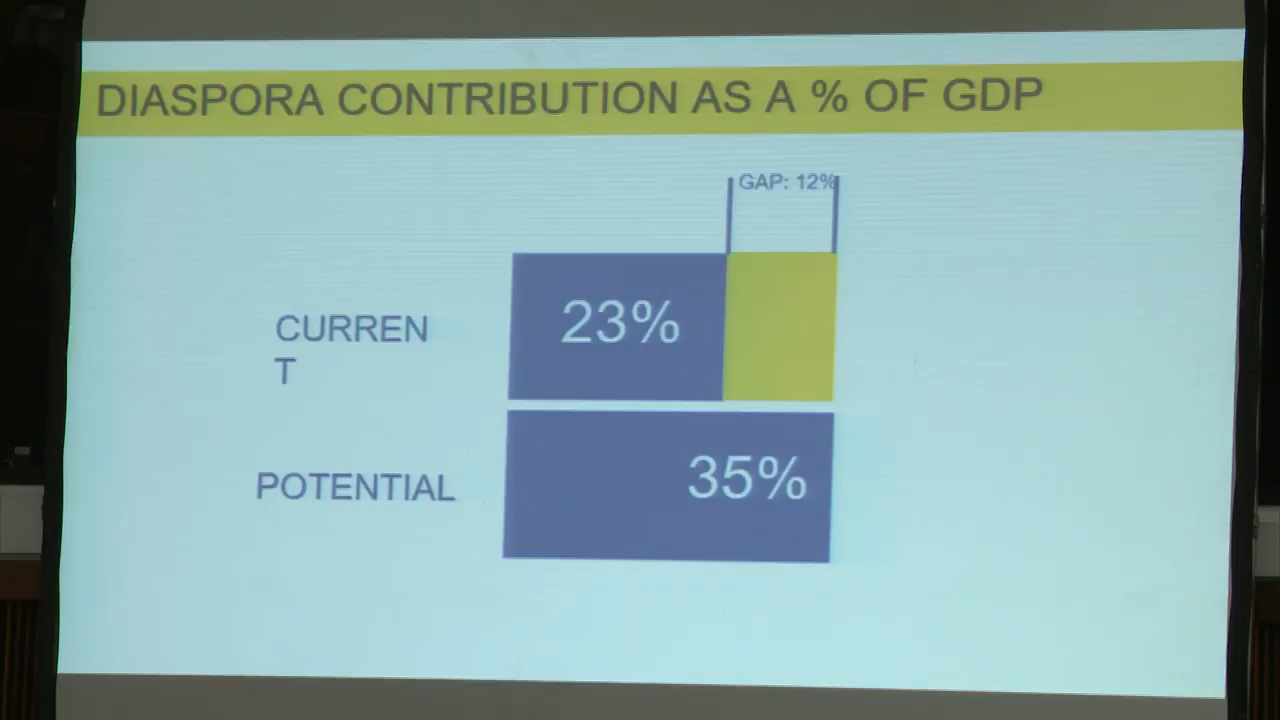 DIASPORA CONTRIBUTION AS A % OF GDP
GAP: 12%
CURREN
T
23%
POTENTIAL
35%